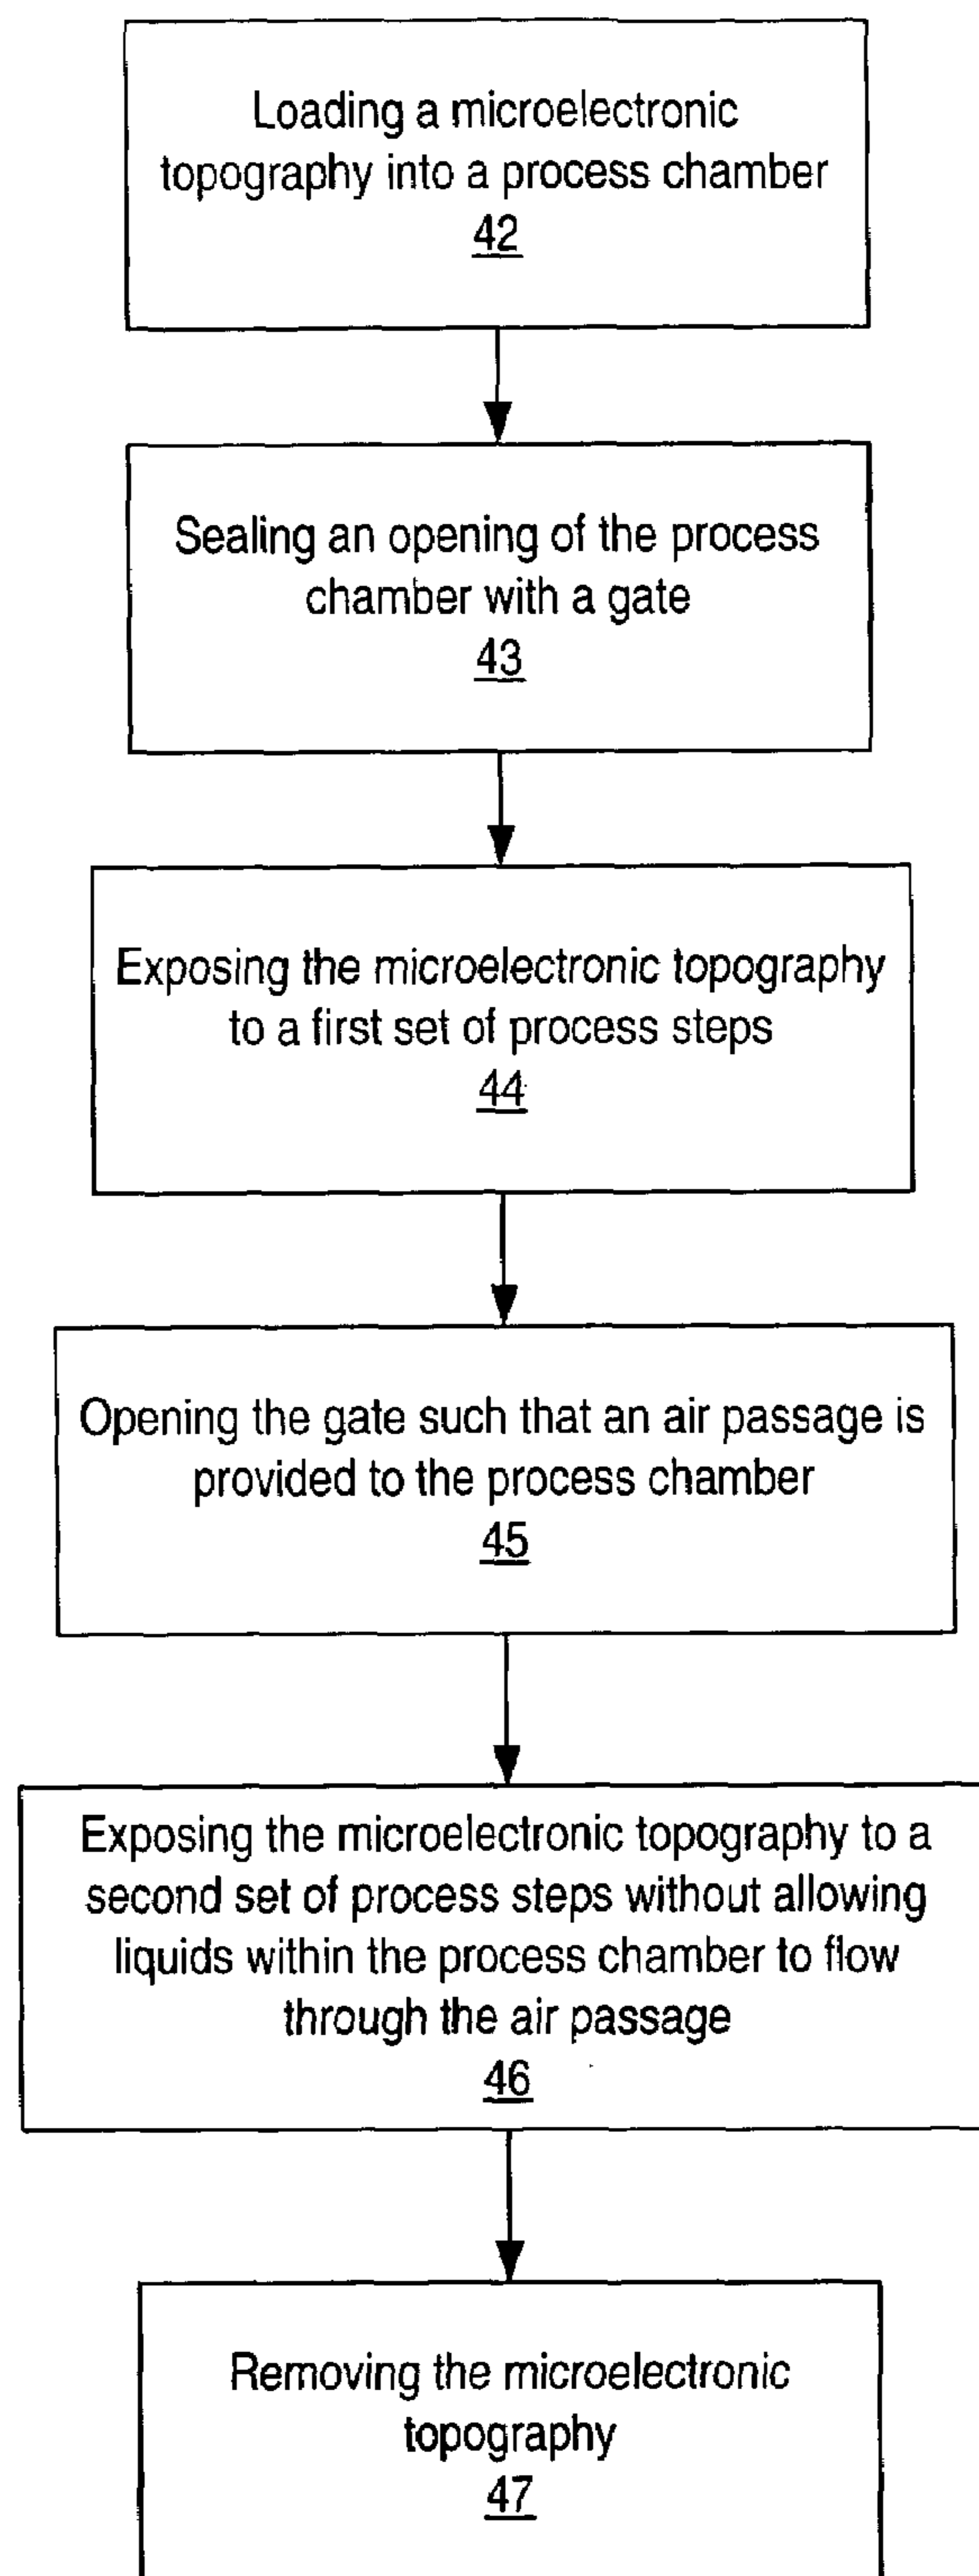 Loading a microelectronic
topography into a process chamber
42
Sealing an opening of the process
chamber with a gate
43
Exposing the microelectronic topography
to a first set of process steps
44
Opening the gate such that an air passage is
provided to the process chamber
45
Exposing the microelectronic topography to a
second set of process steps without allowing
liquids within the process chamber to flow
through the air passage
46
Removing the microelectronic
topography
47